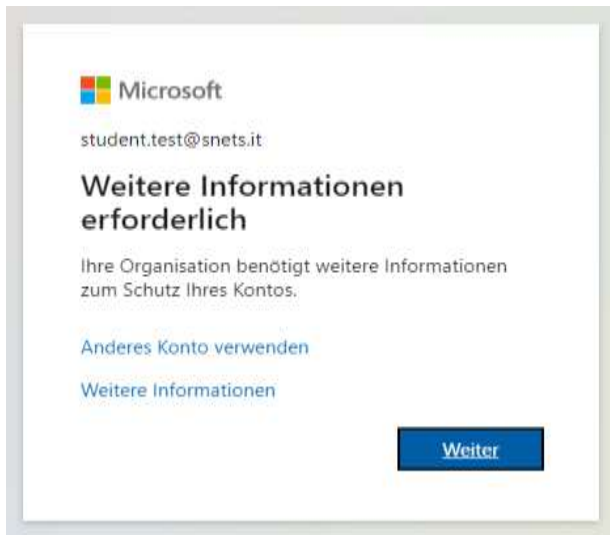 Microsoft
student.test@snets.it
Weitere Informationen
erforderlich
Ihre Organisation benötigt weitere Informationen
zum Schutz Ihres Kontos.
Anderes Konto verwenden
Weitere Informationen
Weiter